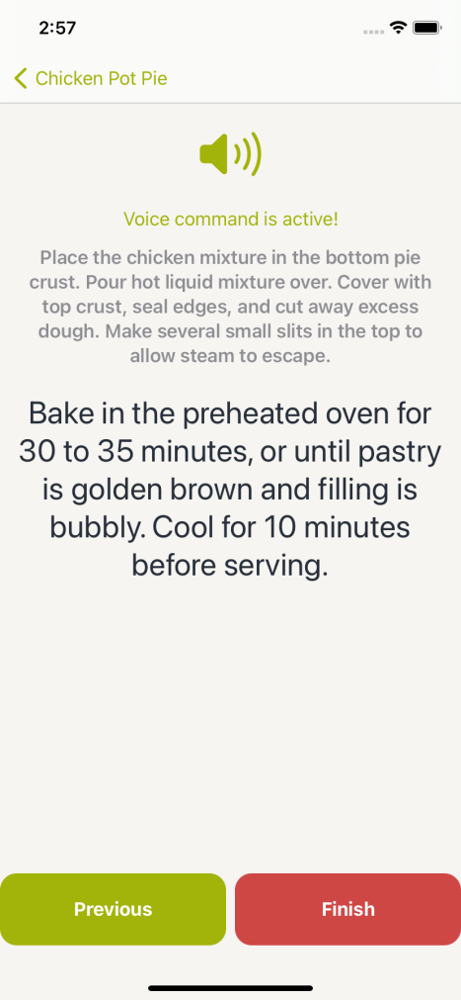 2:57
Chicken Pot Pie
Voice command is active!
Place the chicken mixture in the bottom pie
crust. Pour hot liquid mixture over. Cover with
top crust, seal edges, and cut away excess
dough. Make several small slits in the top to
allow steam to escape.
Bake in the preheated oven for
30 to 35 minutes, or until pastry
is golden brown and filling is
bubbly. Cool for 10 minutes
before serving.
Previous
Finish